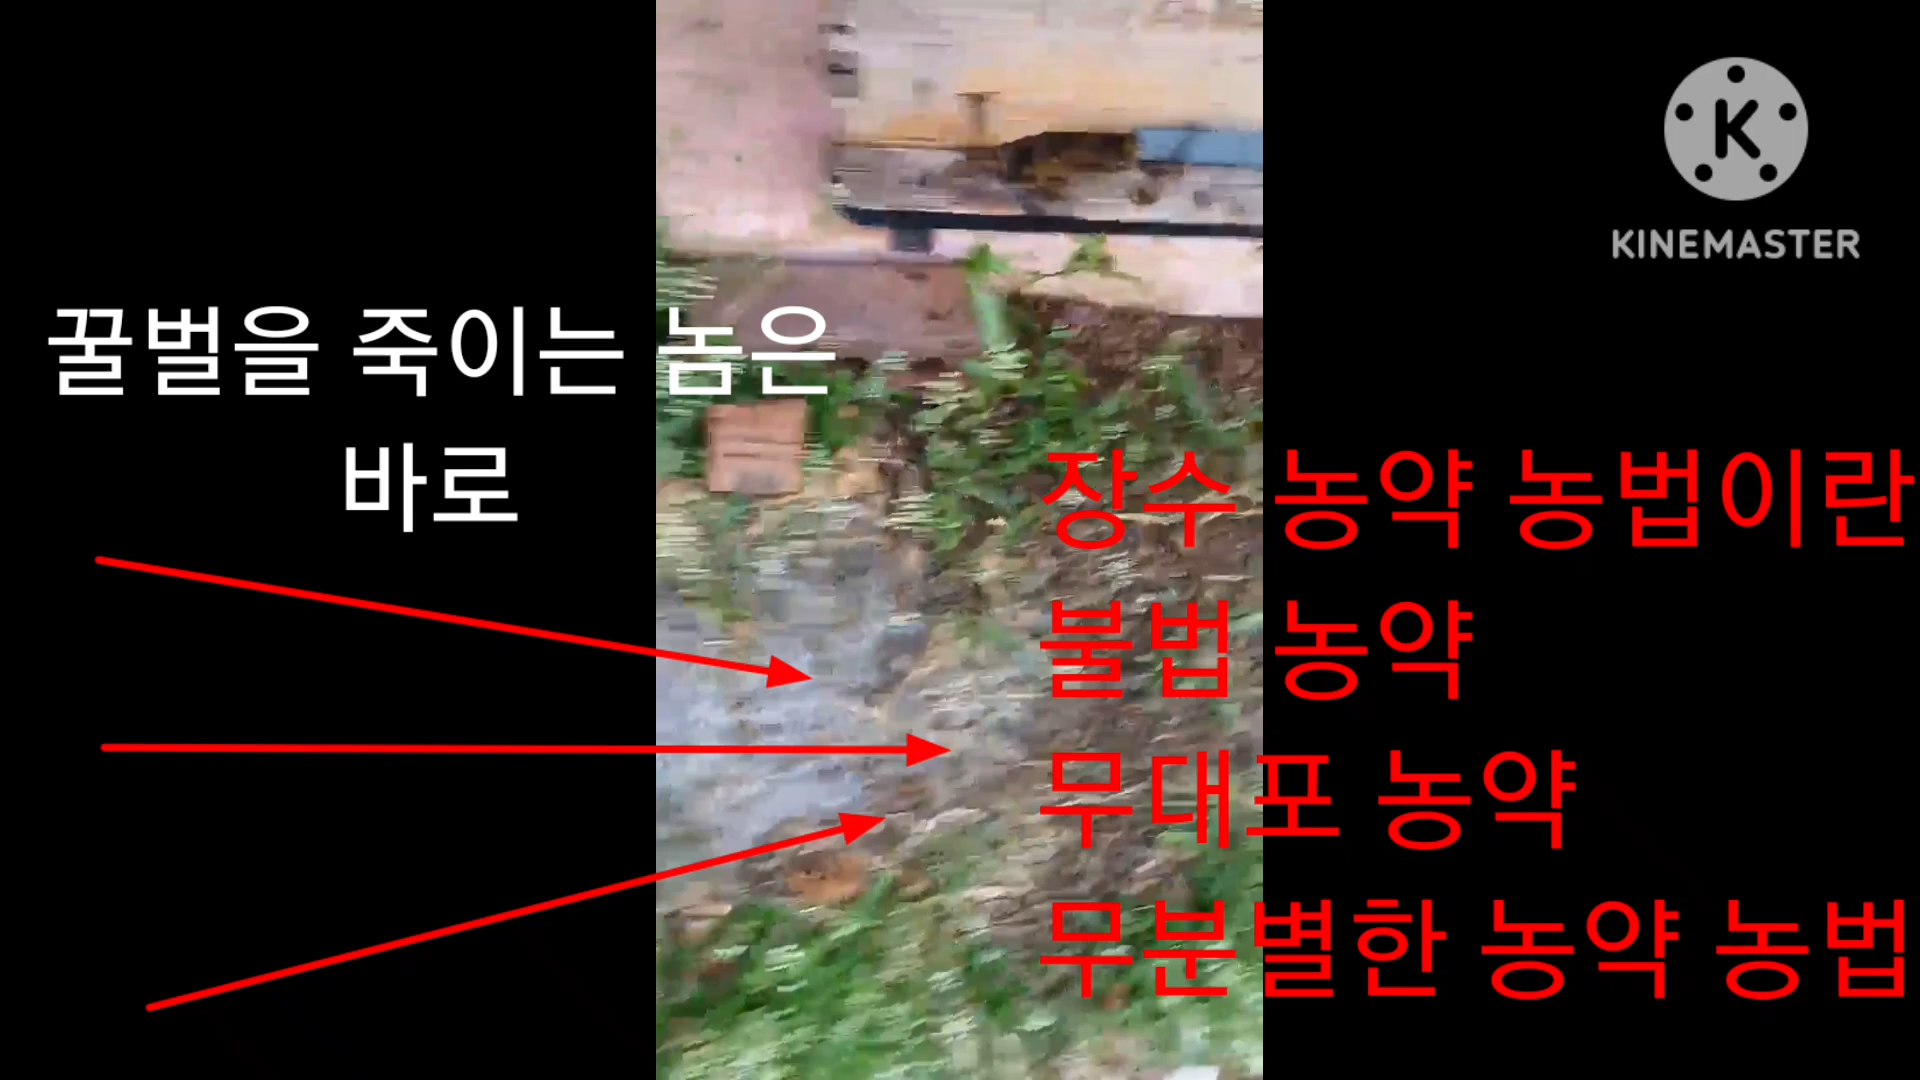 KINEMASTER
꿀벌을 죽이는 놈은
바로
장수 농약 농법이란
불법 농약
무대포 농약
무분별한 농약 농법